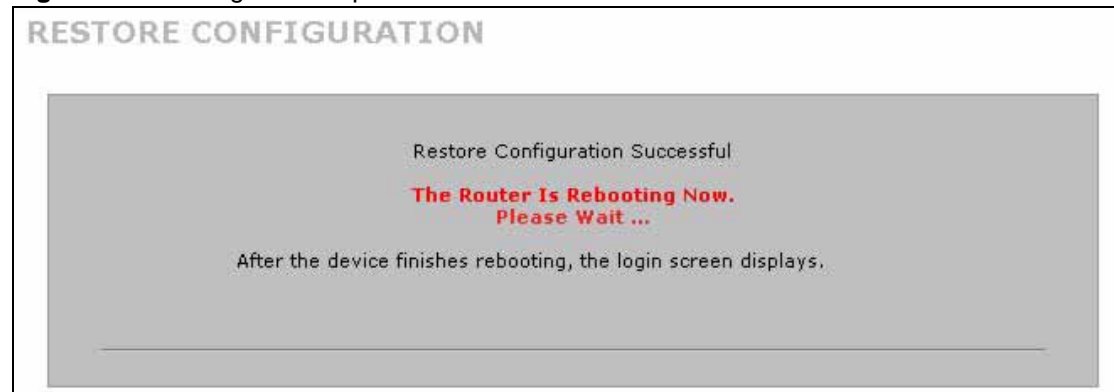 RESTORE CONFIGURATION
Restore Configuration Successful
The Router Is Rebooting Now.
Please Wait ...
After the device finishes rebooting, the login screen displays.